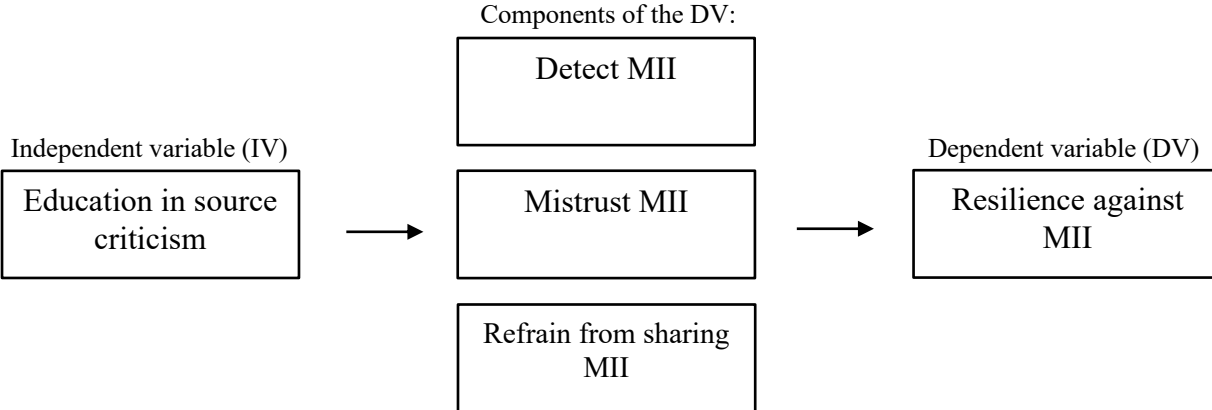 Components of the DV:
Detect MII
Independent variable (IV)
Education in source
criticism
Mistrust MII
Dependent variable (DV)
Resilience against
MII
Refrain from sharing
MII